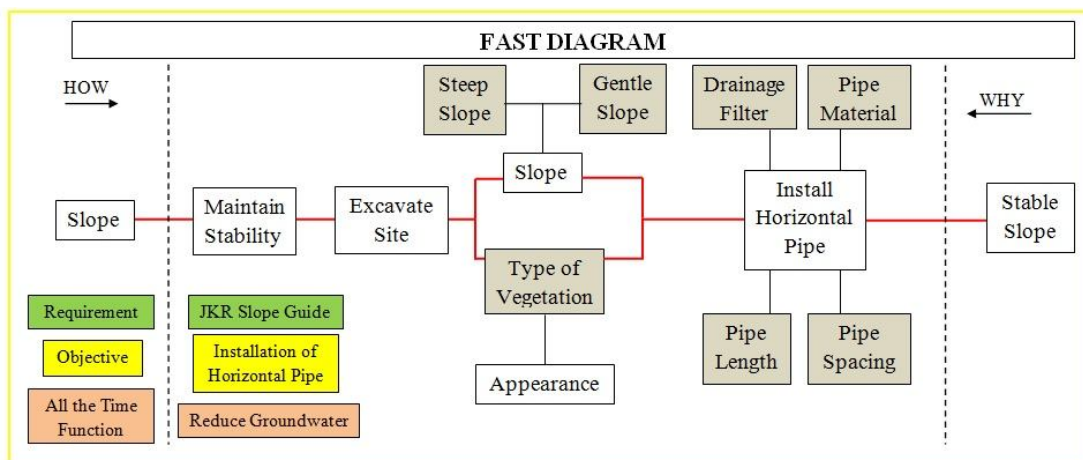 FAST DIAGRAM
HOW
WHY
Steep
Slope
Gentle
Slope
Drainage
Filter
Pipe
Material
Slope
Maintain
Stability
Excavate
Site
Slope
Type of
Vegetation
Appearance
Install
Horizontal
Pipe
Pipe
Length
Pipe
Spacing
Stable
Slope
Requirement
JKR Slope Guide
Objective
Installation of
Horizontal Pipe
All the Time
Function
Reduce Groundwater